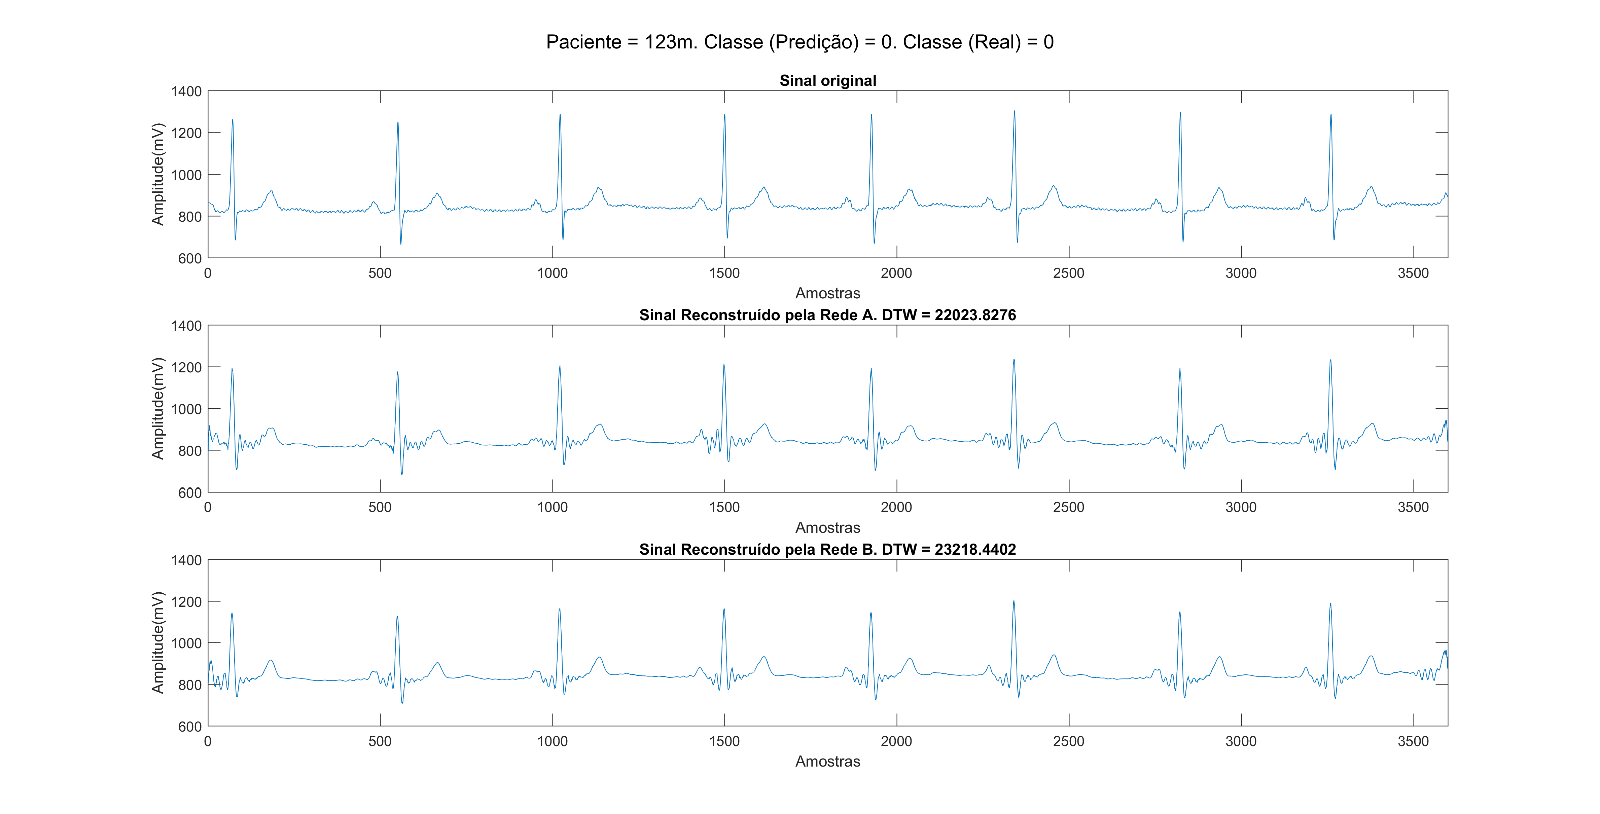 Paciente = 123m. Classe (Predição) = 0. Classe (Real) = 0
Sinal original
1400
1200
1000
800
600
Amplitude(mV)
0 500 1000 1500 2000 2500 3000 3500
Amostras
Sinal Reconstruído pela Rede A. DTW = 22023.8276
1400
1200
1000
800
600
Amplitude(mV)
0 500 1000 1500 2000 2500 3000 3500
Amostras
Sinal Reconstruído pela Rede B. DTW = 23218.4402
1400
1200
1000
800
600
Amplitude(mV)
0 500 1000 1500 2000 2500 3000 3500
Amostras